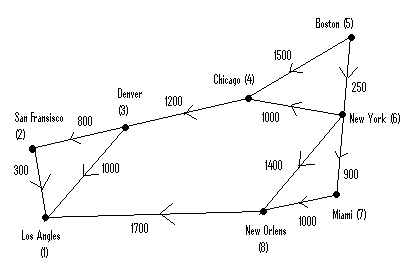 Boston (5)
1500
Chicago (4)
250
Denver
(3)
1200
1000
New York (6)
San Fransisco
(2)
800
300
1000
1400
900
1700
1000
Miami (7)
Los Angles
(1)
New Orlens
(8)